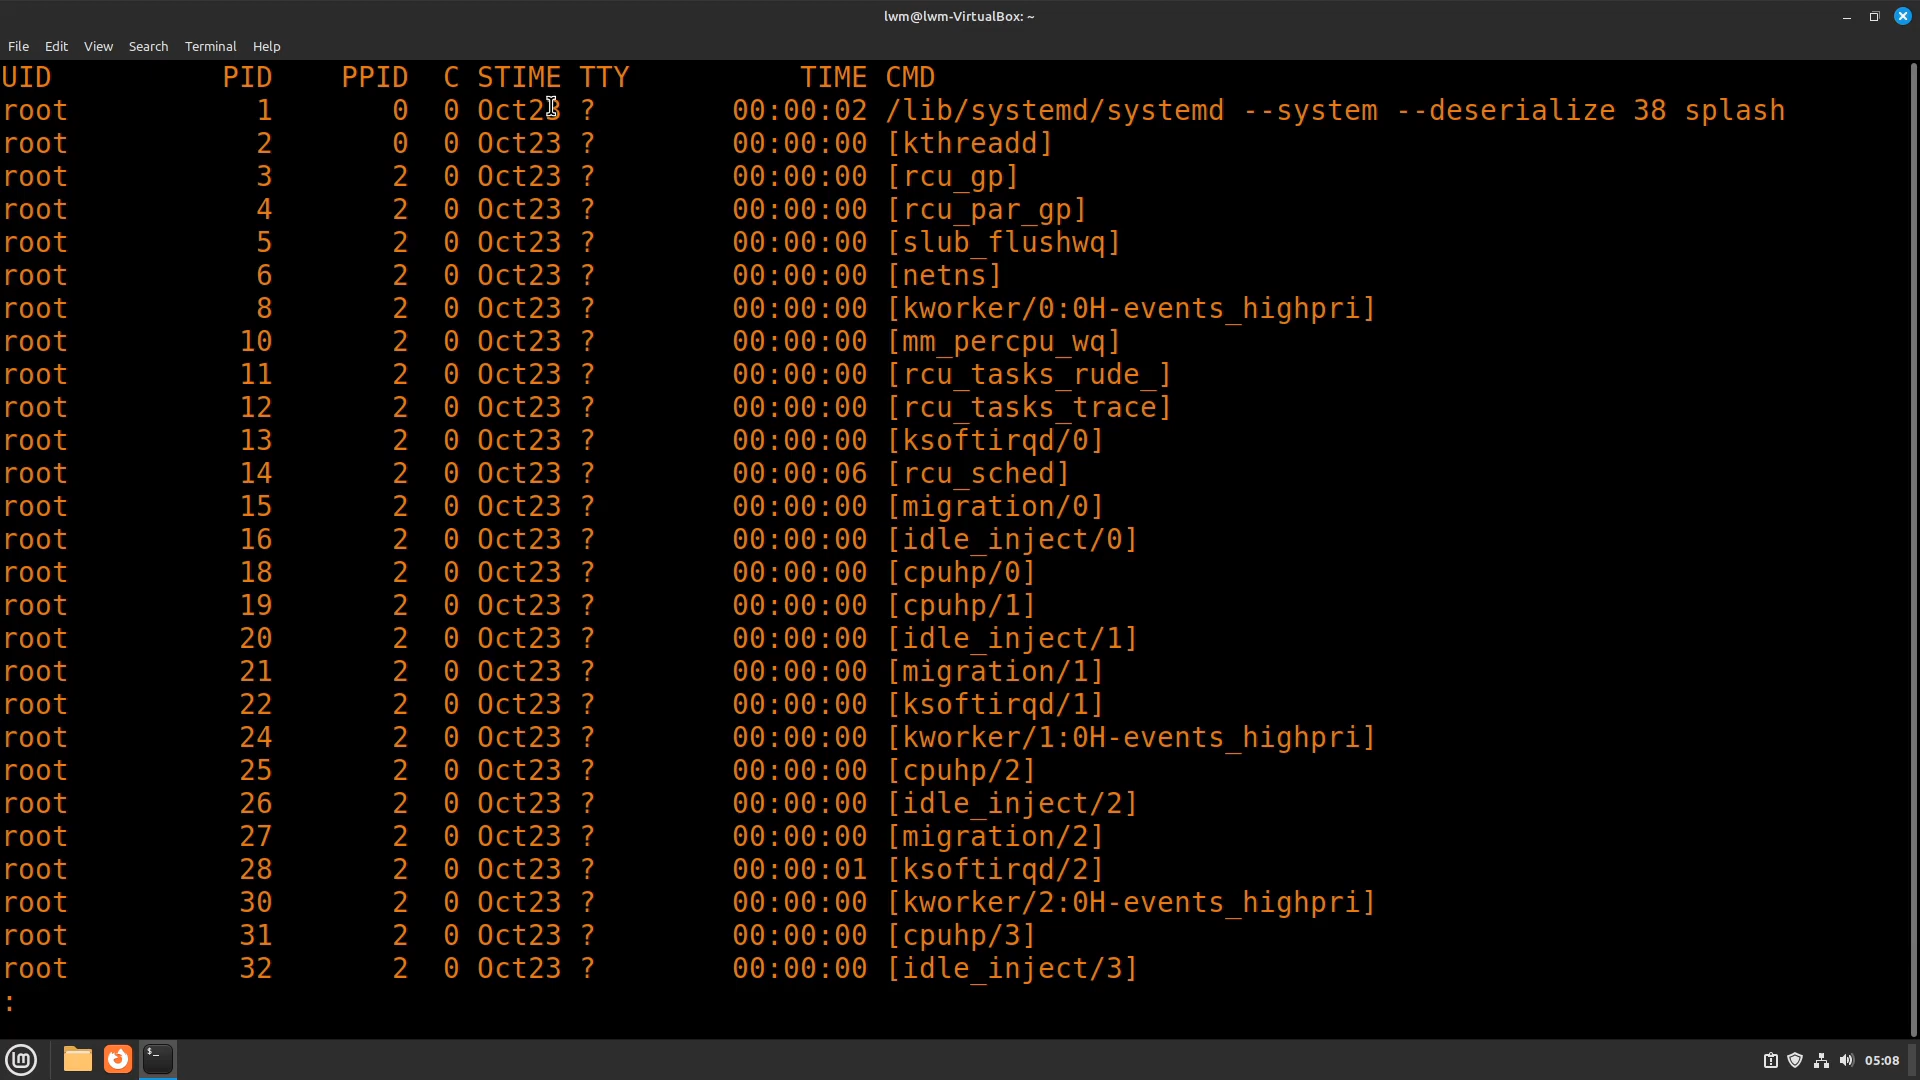 lwm@lwm-VirtualBox: ~
File Edit View Search Terminal Help
UID PID PPID C STIME TTY TIME CMD
root 1 0 0 Oct23 ? 00:00:02 /lib/systemd/systemd --system --deserialize 38 splash
root 2 0 0 Oct23 ? 00:00:00 [kthreadd]
root 3 2 0 Oct23 ? 00:00:00 [rcu_gp]
root 4 2 0 Oct23 ? 00:00:00 [rcu_par_gp]
root 5 2 0 Oct23 ? 00:00:00 [slub_flushwq]
root 6 2 0 Oct23 ? 00:00:00 [netns]
root 8 2 0 Oct23 ? 00:00:00 [kworker/0:0H-events_highpri]
root 10 2 0 Oct23 ? 00:00:00 [mm_percpu_wq]
root 11 2 0 Oct23 ? 00:00:00 [rcu_tasks_rude_]
root 12 2 0 Oct23 ? 00:00:00 [rcu_tasks_trace]
root 13 2 0 Oct23 ? 00:00:00 [ksoftirqd/0]
root 14 2 0 Oct23 ? 00:00:06 [rcu_sched]
root 15 2 0 Oct23 ? 00:00:00 [migration/0]
root 16 2 0 Oct23 ? 00:00:00 [idle_inject/0]
root 18 2 0 Oct23 ? 00:00:00 [cpuhp/0]
root 19 2 0 Oct23 ? 00:00:00 [cpuhp/1]
root 20 2 0 Oct23 ? 00:00:00 [idle_inject/1]
root 21 2 0 Oct23 ? 00:00:00 [migration/1]
root 22 2 0 Oct23 ? 00:00:00 [ksoftirqd/1]
root 24 2 0 Oct23 ? 00:00:00 [kworker/1:0H-events_highpri]
root 25 2 0 Oct23 ? 00:00:00 [cpuhp/2]
root 26 2 0 Oct23 ? 00:00:00 [idle_inject/2]
root 27 2 0 Oct23 ? 00:00:00 [migration/2]
root 28 2 0 Oct23 ? 00:00:01 [ksoftirqd/2]
root 30 2 0 Oct23 ? 00:00:00 [kworker/2:0H-events_highpri]
root 31 2 0 Oct23 ? 00:00:00 [cpuhp/3]
root 32 2 0 Oct23 ? 00:00:00 [idle_inject/3]
:
05:08